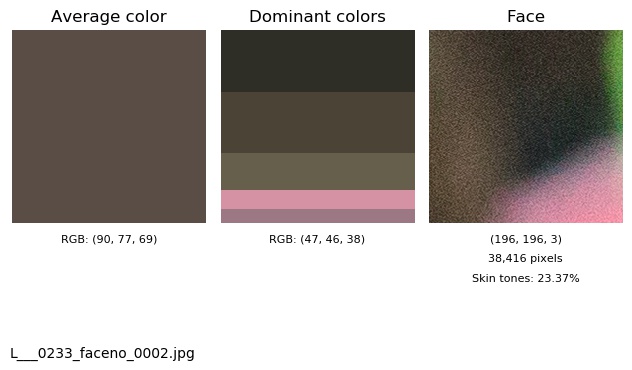 Average color
Dominant colors
Face
RGB: (90, 77, 69)
RGB: (47, 46, 38)
(196, 196, 3)
38,416 pixels
Skin tones: 23.37%
L___0233_faceno_0002.jpg